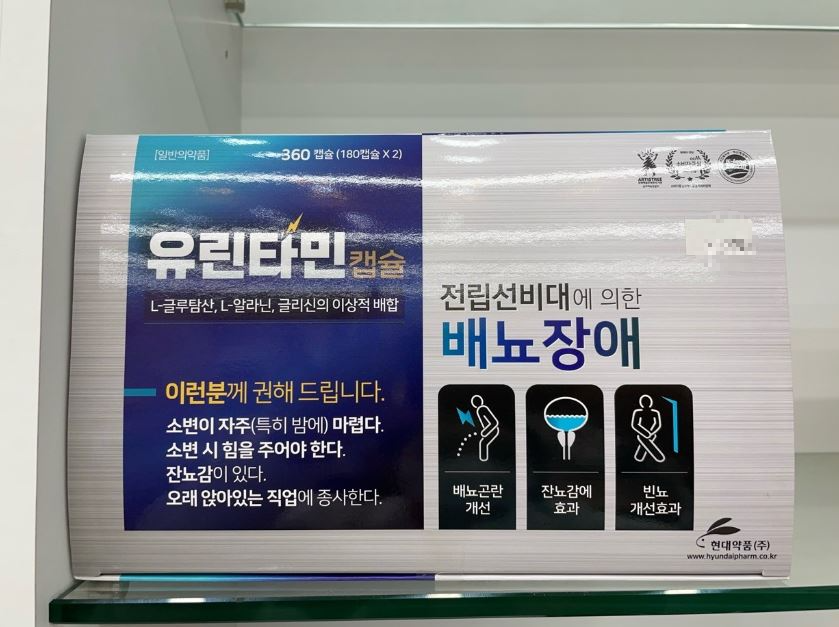 [일반의약품]
360 캡슐 (180캡슐 X 2)
유린타민 캡슐
L-글루탐산, L-알라닌, 글리신의 이상적 배합
이런분께 권해 드립니다.
소변이 자주(특히 밤에) 마렵다.
소변 시 힘을 주어야 한다.
잔뇨감이 있다.
오래 앉아있는 직업에 종사한다.
ARTISTREE
전립선비대에 의한
배뇨장애
배뇨곤란
개선
잔뇨감에
효과
빈뇨
개선효과
현대약품(주)
www.hyundaipharm.co.kr